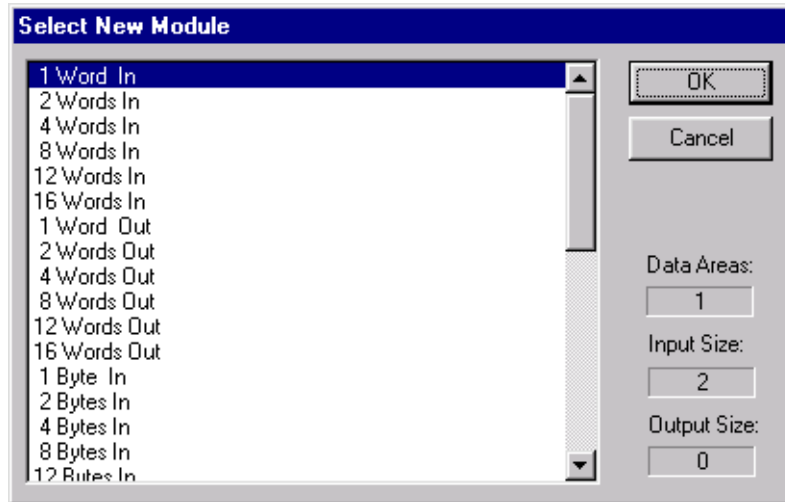 Select New Module
1 Word In
2 Words In
4 Words In
8 Words In
12 Words In
16 Words In
1 Word Out
2 Words Out
4 Words Out
8 Words Out
12 Words Out
16 Words Out
1 Byte In
2 Bytes In
4 Bytes In
8 Bytes In
12 Bytes In
OK
Cancel
Data Areas:
1
Input Size:
2
Output Size:
0